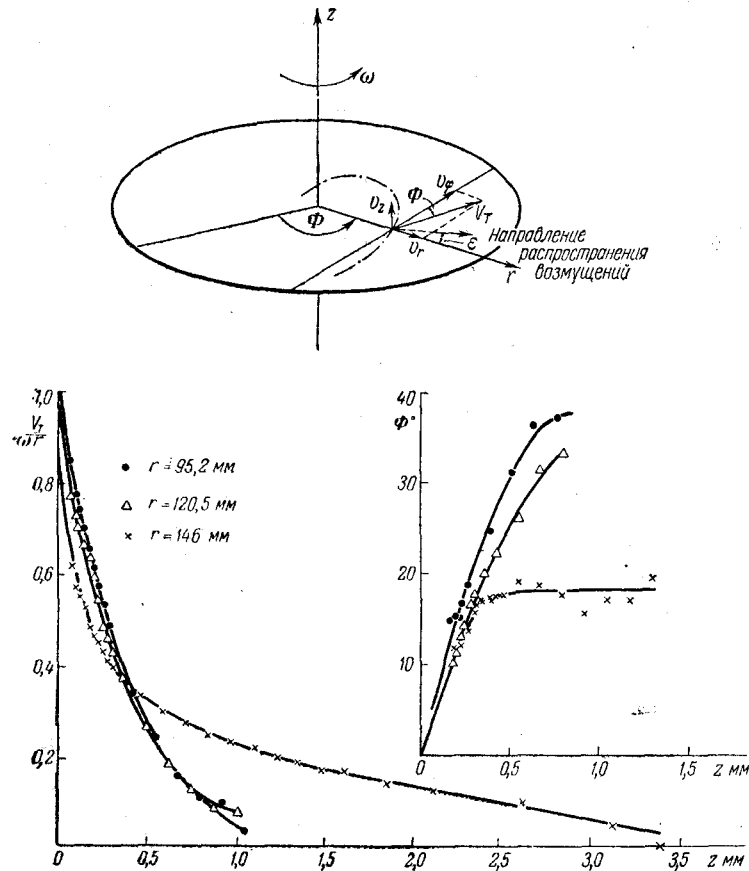 z
ω
v_φ
Φ
V_T
v_z
Φ
v_r
ε
Направление
распространения
возмущений
r
1,0
V_T
ωr
0,8
0,6
0,4
0,2
0
r = 95,2 мм
r = 120,5 мм
r = 146 мм
0,5
1,0
1,5
2,0
2,5
3,0
3,5
z мм
40
Φ°
30
20
10
0
0,5
1,0
1,5
z мм